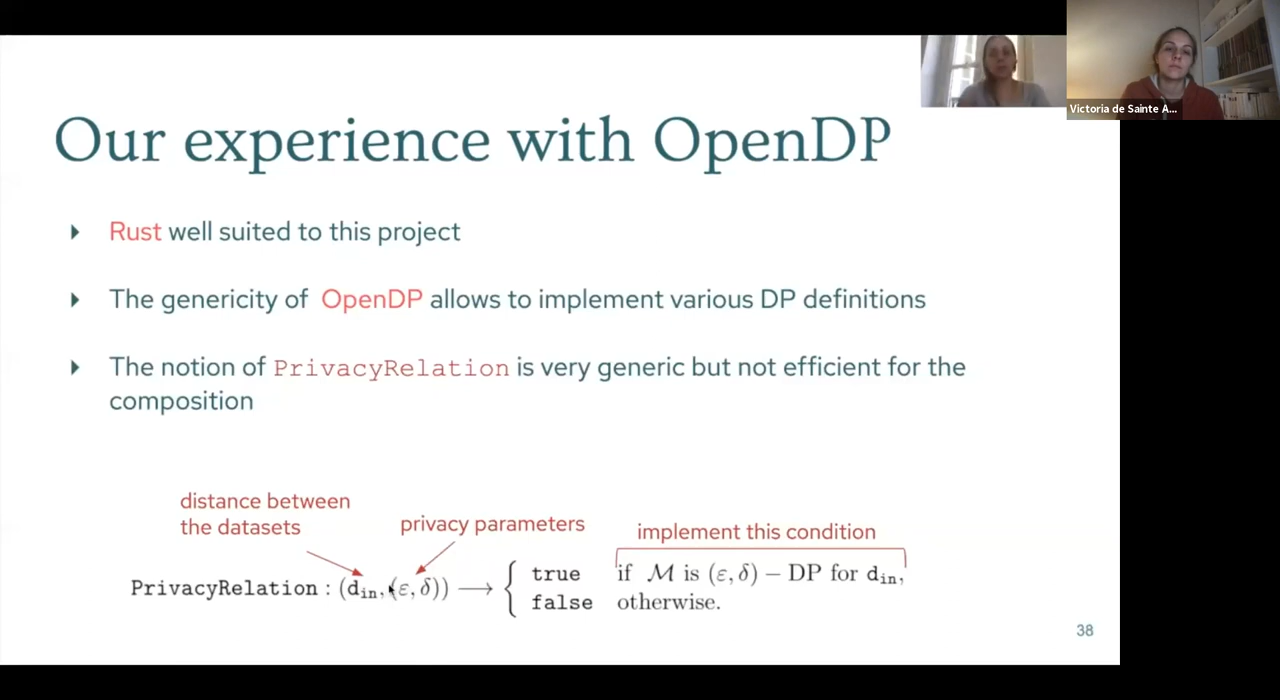 Victoria de Sainte A...
Our experience with OpenDP
Rust well suited to this project
The genericity of OpenDP allows to implement various DP definitions
The notion of PrivacyRelation is very generic but not efficient for the
composition
distance between
the datasets
privacy parameters
implement this condition
PrivacyRelation : (d_in, (ε, δ)) ⟶ { true if ℳ is (ε, δ) − DP for d_in,
false otherwise.
38